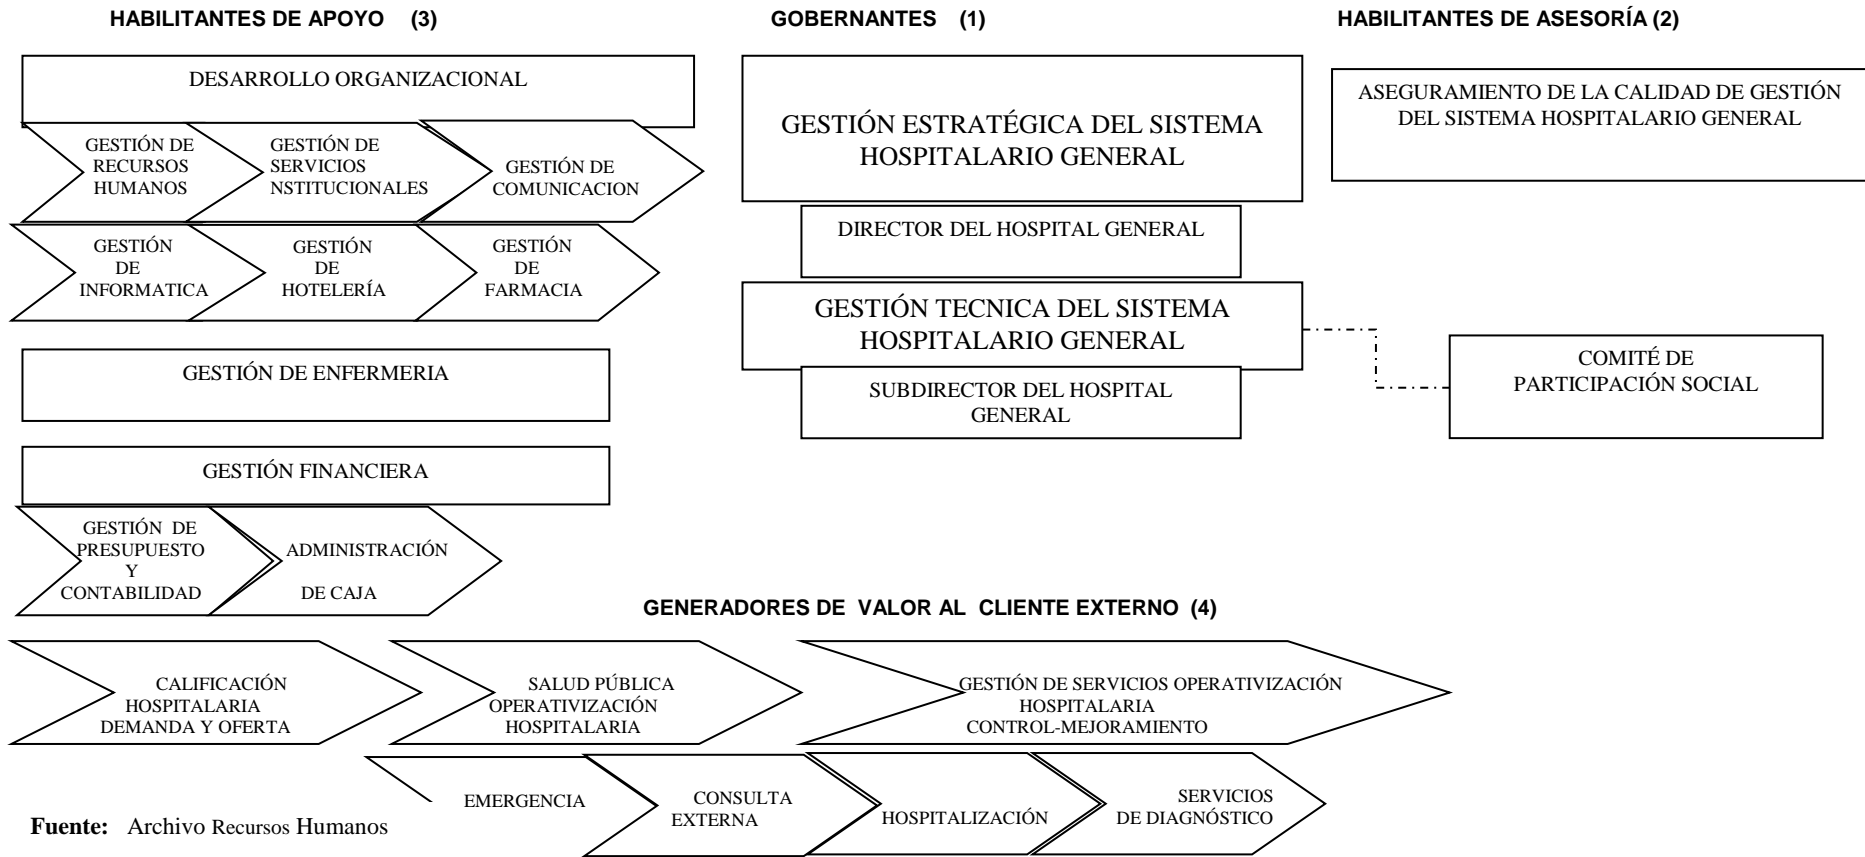 HABILITANTES DE APOYO (3)
DESARROLLO ORGANIZACIONAL
GESTIÓN DE
RECURSOS
HUMANOS
GESTIÓN DE
SERVICIOS
NSTITUCIONALES
GESTIÓN DE
COMUNICACION
GESTIÓN
DE
INFORMATICA
GESTIÓN
DE
HOTELERÍA
GESTIÓN
DE
FARMACIA
GESTIÓN DE ENFERMERIA
GESTIÓN FINANCIERA
GESTIÓN DE
PRESUPUESTO
Y
CONTABILIDAD
ADMINISTRACIÓN
DE CAJA
GOBERNANTES (1)
GESTIÓN ESTRATÉGICA DEL SISTEMA
HOSPITALARIO GENERAL
DIRECTOR DEL HOSPITAL GENERAL
GESTIÓN TECNICA DEL SISTEMA
HOSPITALARIO GENERAL
SUBDIRECTOR DEL HOSPITAL
GENERAL
HABILITANTES DE ASESORÍA (2)
ASEGURAMIENTO DE LA CALIDAD DE GESTIÓN
DEL SISTEMA HOSPITALARIO GENERAL
COMITÉ DE
PARTICIPACIÓN SOCIAL
GENERADORES DE VALOR AL CLIENTE EXTERNO (4)
CALIFICACIÓN
HOSPITALARIA
DEMANDA Y OFERTA
SALUD PÚBLICA
OPERATIVIZACIÓN
HOSPITALARIA
GESTIÓN DE SERVICIOS OPERATIVIZACIÓN
HOSPITALARIA
CONTROL-MEJORAMIENTO
EMERGENCIA
CONSULTA
EXTERNA
HOSPITALIZACIÓN
SERVICIOS
DE DIAGNÓSTICO
Fuente: Archivo Recursos Humanos